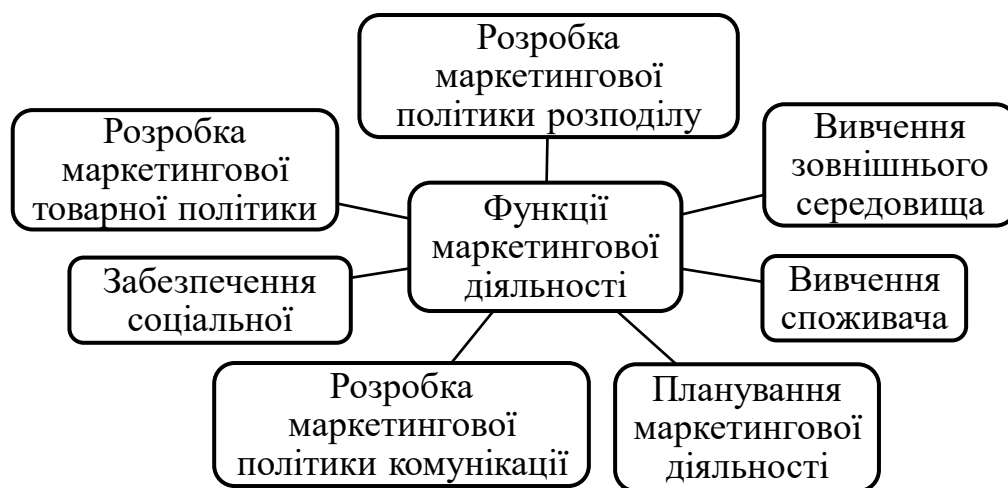 Розробка
маркетингової
політики розподілу
Розробка
маркетингової
товарної політики
Вивчення
зовнішнього
середовища
Функції
маркетингової
діяльності
Забезпечення
соціальної
Вивчення
споживача
Розробка
маркетингової
політики комунікації
Планування
маркетингової
діяльності